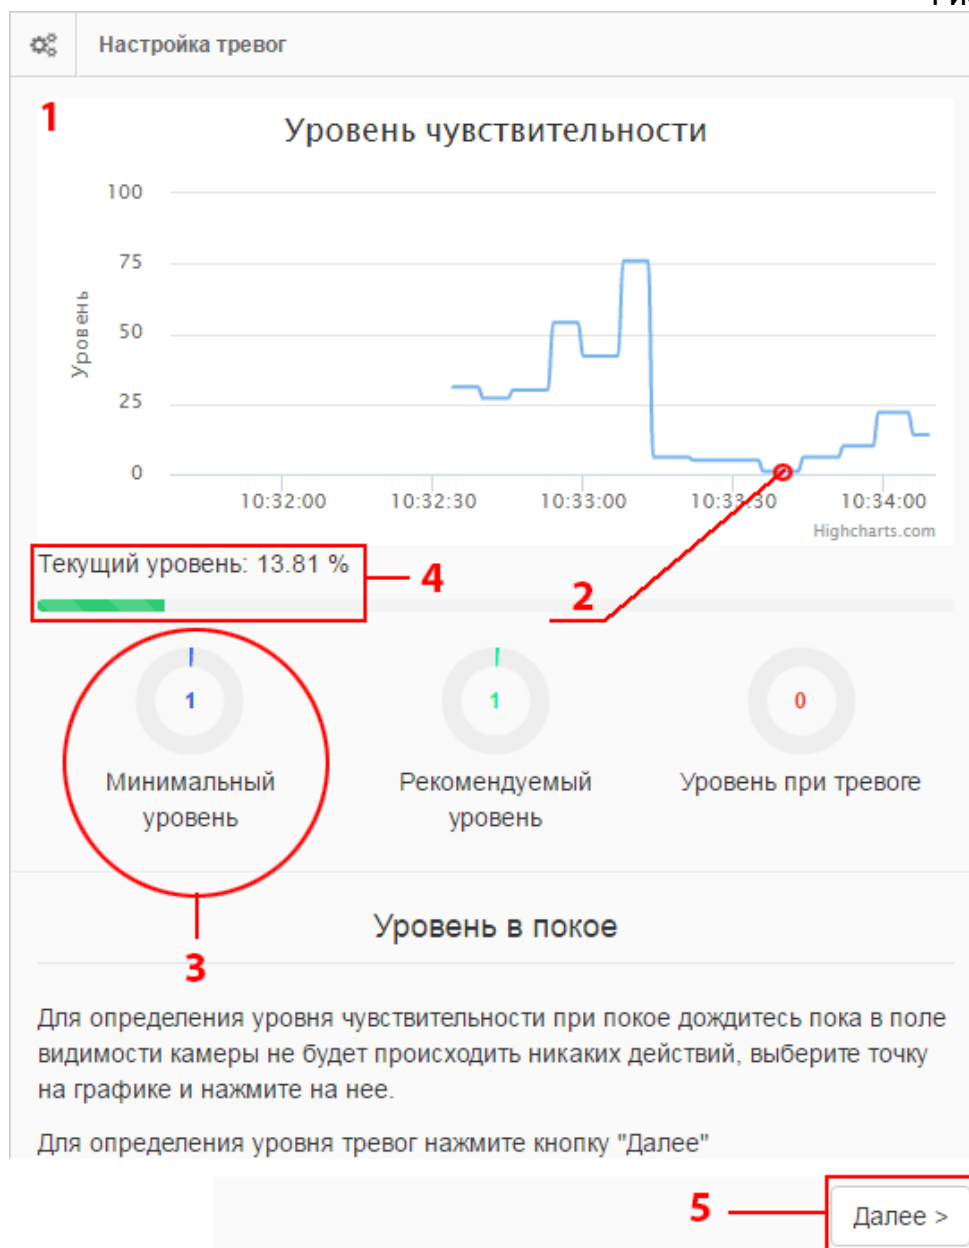 Настройка тревог
1
Уровень чувствительности
100
75
50
25
0
Уровень
10:32:00 10:32:30 10:33:00 10:33:30 10:34:00
Highcharts.com
Текущий уровень: 13.81 %
4
2
1 1 0
Минимальный уровень
Рекомендуемый уровень
Уровень при тревоге
3
Уровень в покое
Для определения уровня чувствительности при покое дождитесь пока в поле
видимости камеры не будет происходить никаких действий, выберите точку
на графике и нажмите на нее.
Для определения уровня тревог нажмите кнопку "Далее"
5
Далее >